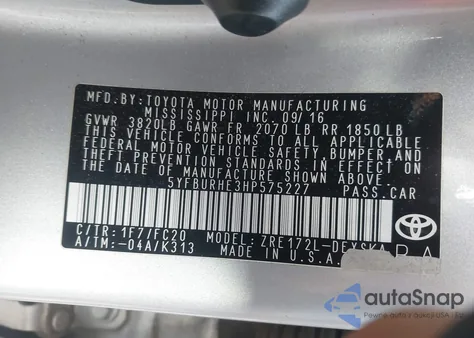 MFD.BY:TOYOTA MOTOR MANUFACTURING
MISSISSIPPI INC. 09/16
GVWR 3820LB GAWR FR 2070 LB RR 1850 LB
THIS VEHICLE CONFORMS TO ALL APPLICABLE
FEDERAL MOTOR VEHICLE SAFETY, BUMPER, AND
THEFT PREVENTION STANDARDS IN EFFECT ON
THE DATE OF MANUFACTURE SHOWN ABOVE.
5YFBURHE3HP575227 PASS.CAR
C/TR: 1F7/FC20 MODEL: ZRE172L-DEXSKA
A/TM:-04A/K313 MADE IN U.S.A.
TOYOTA
autoSnap